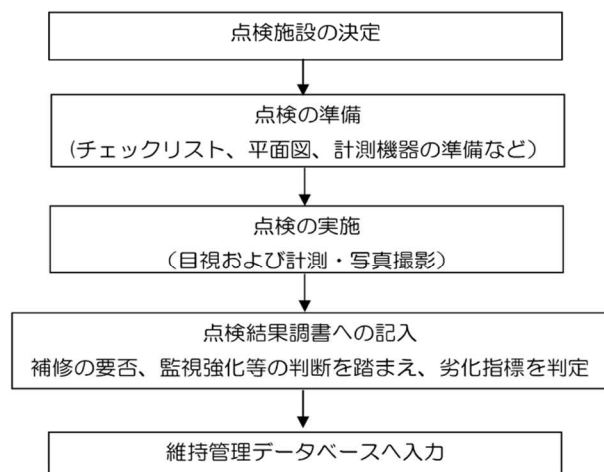 点検施設の決定
点検の準備
(チェックリスト、平面図、計測機器の準備など）
点検の実施
（目視および計測・写真撮影）
点検結果調書への記入
補修の要否、監視強化等の判断を踏まえ、劣化指標を判定
維持管理データベースへ入力